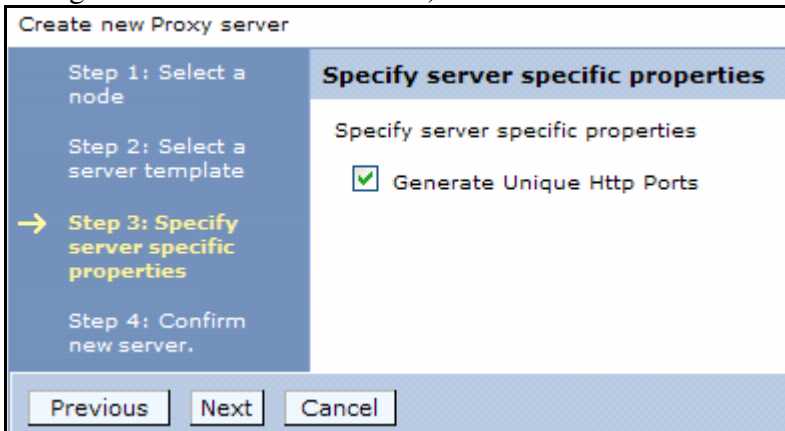 Create new Proxy server
Step 1: Select a
node
Step 2: Select a
server template
Step 3: Specify
server specific
properties
Step 4: Confirm
new server.
Specify server specific properties
Specify server specific properties
Generate Unique Http Ports
Previous Next Cancel